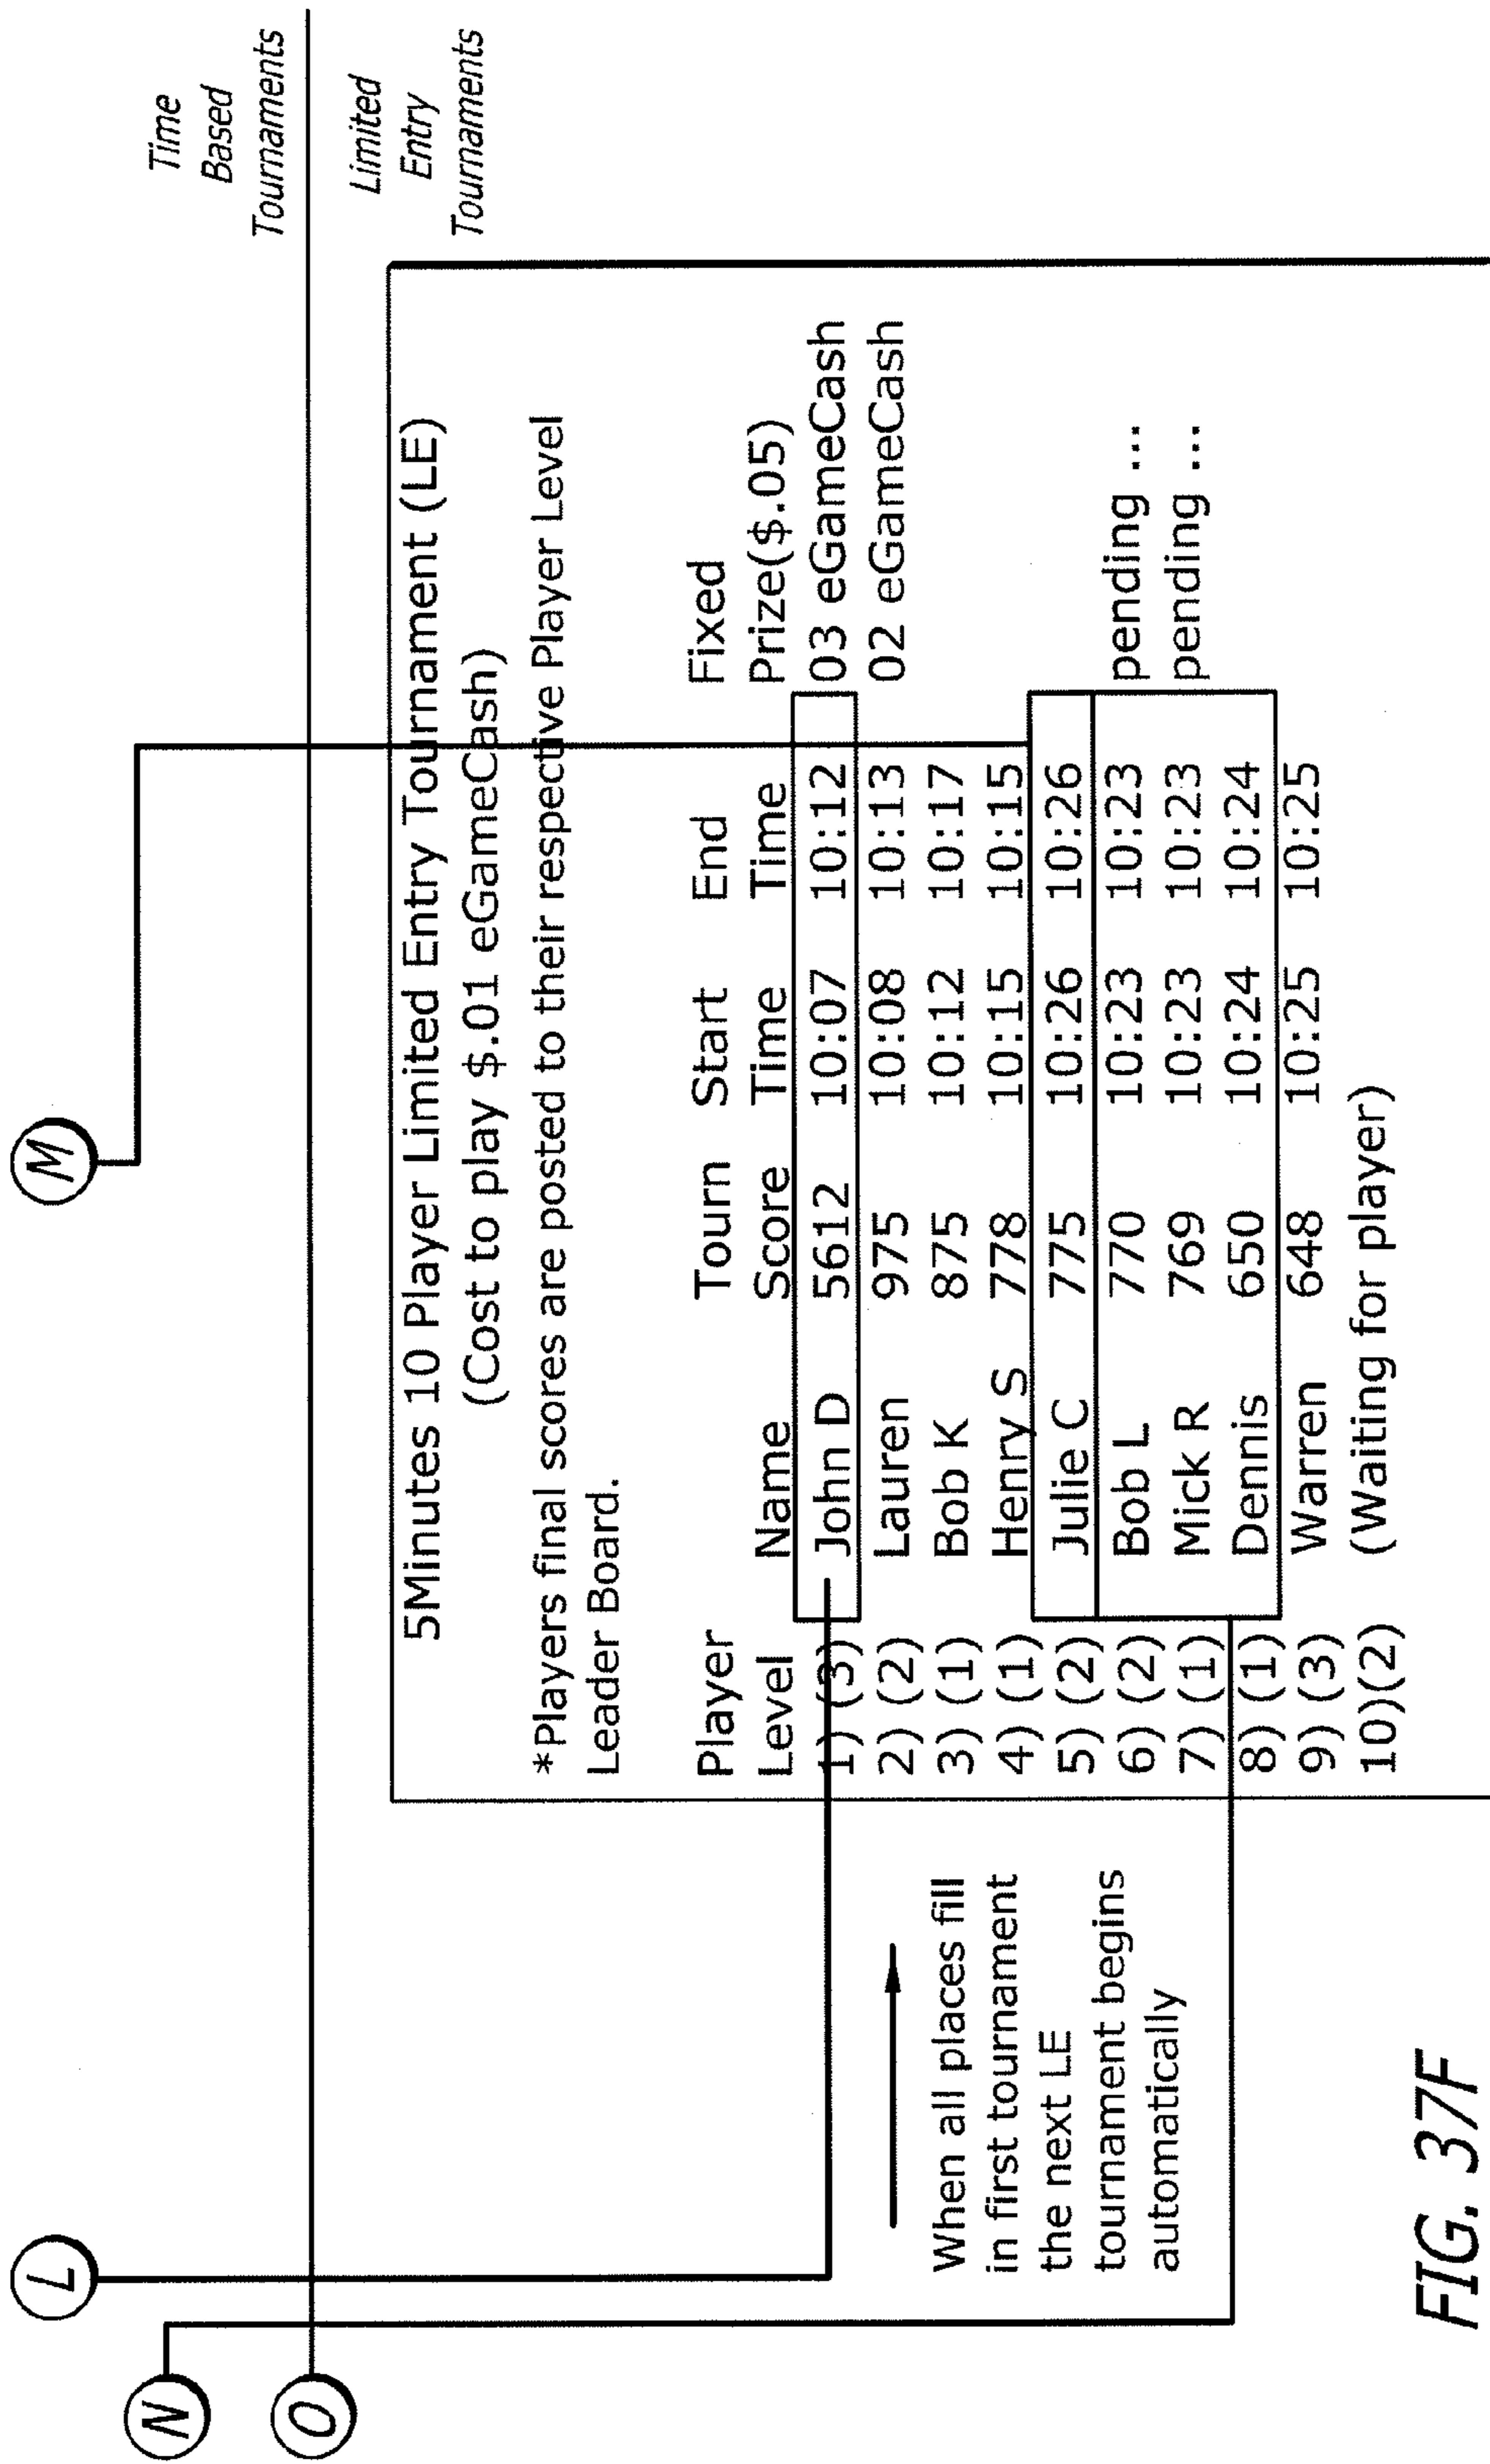 L
M
N
O
Time
Based
Tournaments
Limited
Entry
Tournaments
5Minutes 10 Player Limited Entry Tournament (LE)
(Cost to play $.01 eGameCash)
*Players final scores are posted to their respective Player Level
Leader Board.
Player Tourn Start End Fixed
Level Name Score Time Time Prize($.05)
1) (3) John D 5612 10:07 10:12 03 eGameCash
2) (2) Lauren 975 10:08 10:13 02 eGameCash
3) (1) Bob K 875 10:12 10:17
4) (1) Henry S 778 10:15 10:15
5) (2) Julie C 775 10:26 10:26
6) (2) Bob L 770 10:23 10:23 pending ...
7) (1) Mick R 769 10:23 10:23 pending ...
8) (1) Dennis 650 10:24 10:24
9) (3) Warren 648 10:25 10:25
10)(2) (Waiting for player)
When all places fill
in first tournament
the next LE
tournament begins
automatically
FIG. 37F